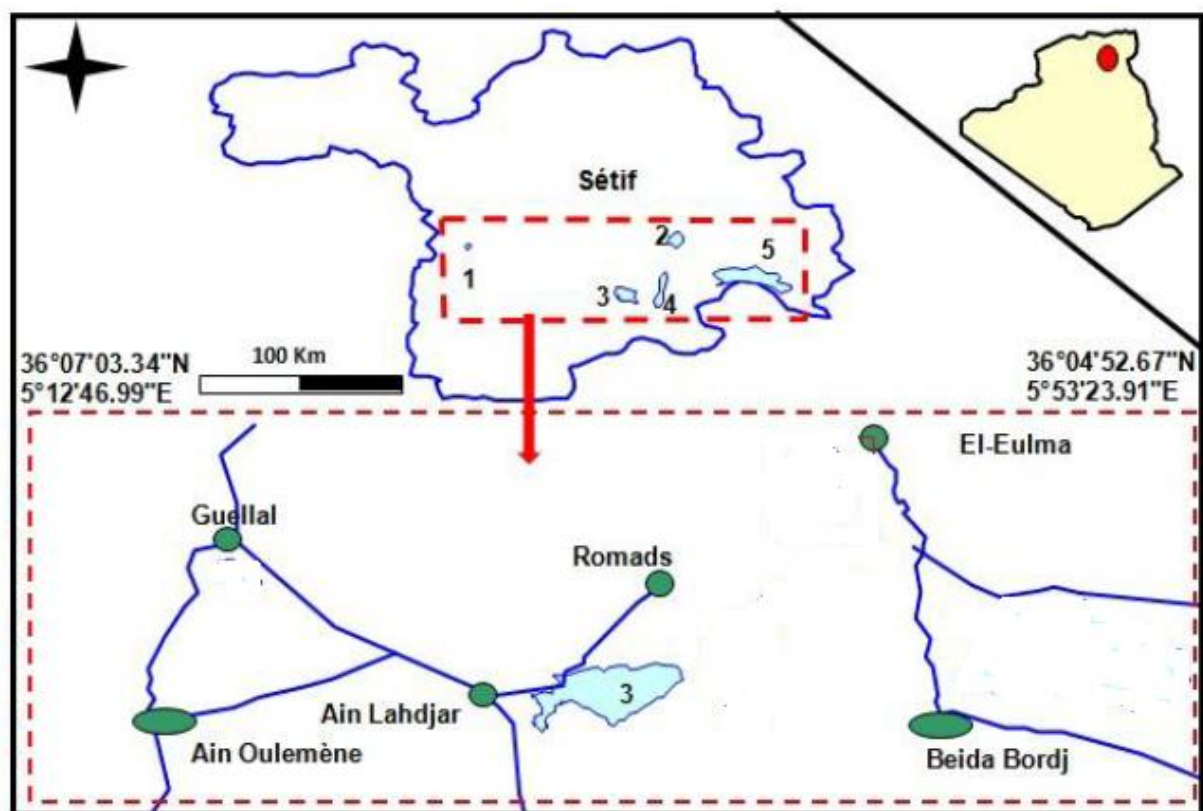 Sétif
2
5
1
3
4
36°07'03.34"N
5°12'46.99"E
100 Km
36°04'52.67"N
5°53'23.91"E
El-Eulma
Guellal
Romads
3
Ain Lahdjar
Ain Oulemène
Beida Bordj